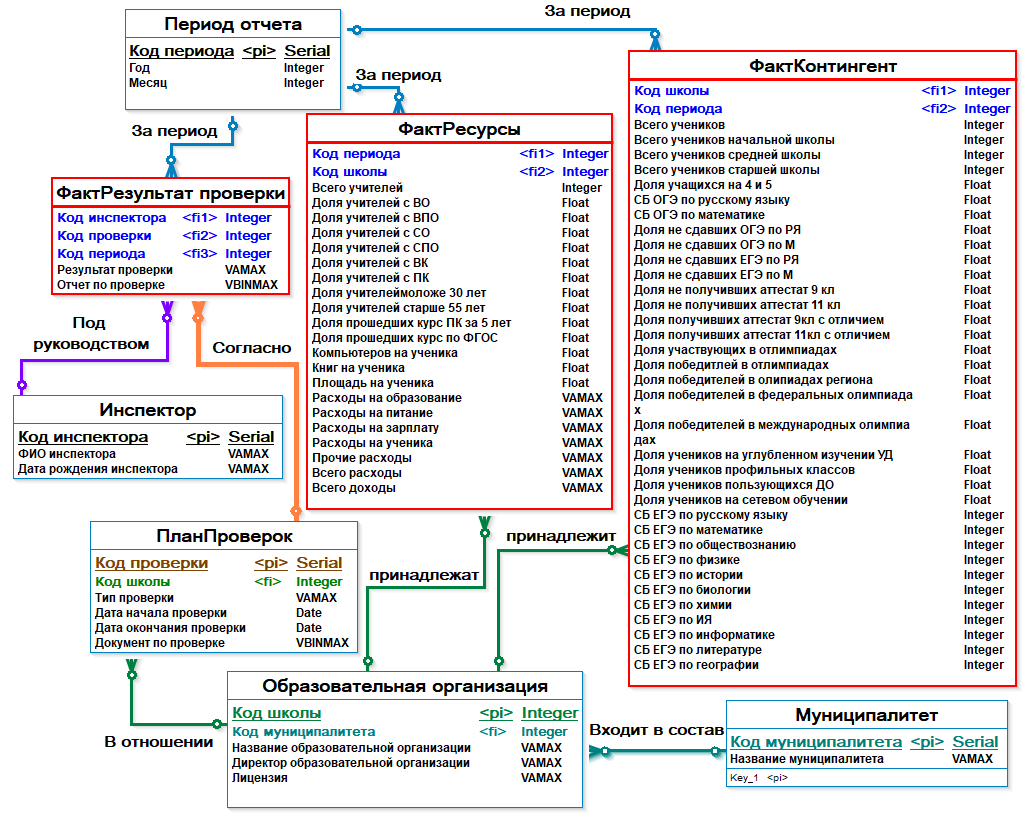 Период отчета
Код периода <pi> Serial
Год Integer
Месяц Integer
За период
За период
За период
ФактКонтингент
Код школы <fi1> Integer
Код периода <fi2> Integer
Всего учеников Integer
Всего учеников начальной школы Integer
Всего учеников средней школы Integer
Всего учеников старшей школы Integer
Доля учащихся на 4 и 5 Float
СБ ОГЭ по русскому языку Float
СБ ОГЭ по математике Float
Доля не сдавших ОГЭ по РЯ Float
Доля не сдавших ОГЭ по М Float
Доля не сдавших ЕГЭ по РЯ Float
Доля не сдавших ЕГЭ по М Float
Доля не получивших аттестат 9 кл Float
Доля не получивших аттестат 11 кл Float
Доля получивших аттестат 9кл с отличием Float
Доля получивших аттестат 11кл с отличием Float
Доля участвующих в отлимпиадах Float
Доля победитлей в отлимпиадах Float
Доля победителей в олипиадах региона Float
Доля победителей в федеральных олимпиада Float
х
Доля победителей в международных олимпиа Float
дах
Доля учеников на углубленном изучении УД Float
Доля учеников профильных классов Float
Доля учеников пользующихся ДО Float
Доля учеников на сетевом обучении Float
СБ ЕГЭ по русскому языку Integer
СБ ЕГЭ по математике Integer
СБ ЕГЭ по обществознанию Integer
СБ ЕГЭ по физике Integer
СБ ЕГЭ по истории Integer
СБ ЕГЭ по биологии Integer
СБ ЕГЭ по химии Integer
СБ ЕГЭ по ИЯ Integer
СБ ЕГЭ по информатике Integer
СБ ЕГЭ по литературе Integer
СБ ЕГЭ по географии Integer
ФактРесурсы
Код периода <fi1> Integer
Код школы <fi2> Integer
Всего учителей Integer
Доля учителей с ВО Float
Доля учителей с ВПО Float
Доля учителей с СО Float
Доля учителей с СПО Float
Доля учителей с ВК Float
Доля учителей с ПК Float
Доля учителеймоложе 30 лет Float
Доля учителей старше 55 лет Float
Доля прошедших курс ПК за 5 лет Float
Доля прошедших курс по ФГОС Float
Компьютеров на ученика Float
Книг на ученика Float
Площадь на ученика Float
Расходы на образование VAMAX
Расходы на питание VAMAX
Расходы на зарплату VAMAX
Расходы на ученика VAMAX
Прочие расходы VAMAX
Всего расходы VAMAX
Всего доходы VAMAX
ФактРезультат проверки
Код инспектора <fi1> Integer
Код проверки <fi2> Integer
Код периода <fi3> Integer
Результат проверки VAMAX
Отчет по проверке VBINMAX
Под
руководством
Согласно
Инспектор
Код инспектора <pi> Serial
ФИО инспектора VAMAX
Дата рождения инспектора VAMAX
ПланПроверок
Код проверки <pi> Serial
Код школы <fi> Integer
Тип проверки VAMAX
Дата начала проверки Date
Дата окончания проверки Date
Документ по проверке VBINMAX
принадлежат
принадлежит
В отношении
Образовательная организация
Код школы <pi> Integer
Код муниципалитета <fi> Integer
Название образовательной организации VAMAX
Директор образовательной организации VAMAX
Лицензия VAMAX
Входит в состав
Муниципалитет
Код муниципалитета <pi> Serial
Название муниципалитета VAMAX
Key_1 <pi>